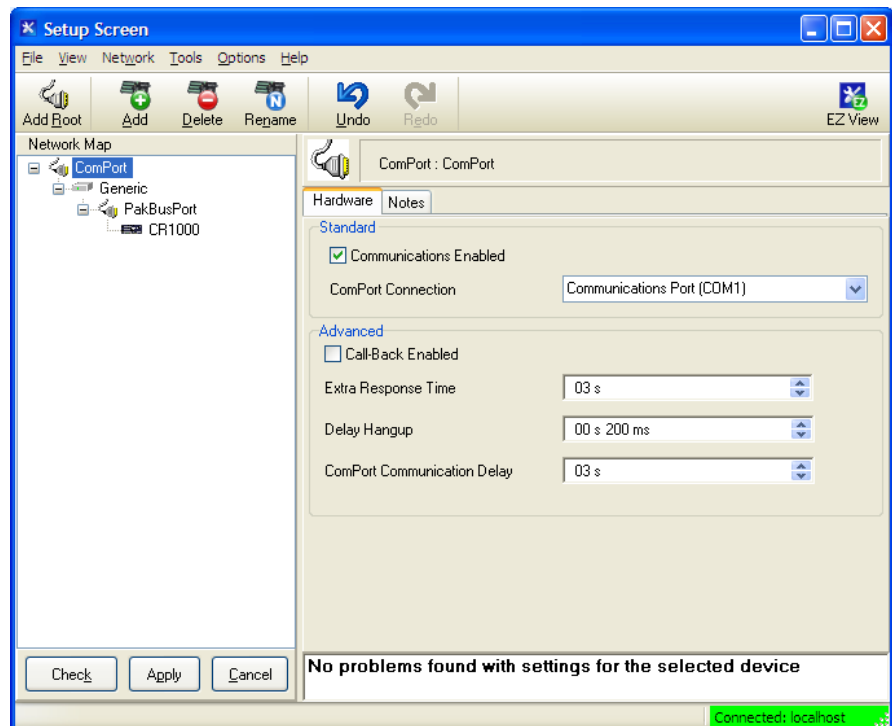 Setup Screen
File View Network Tools Options Help
Add Root Add Delete Rename Undo Redo EZ View
Network Map
ComPort
Generic
PakBusPort
CR1000
ComPort : ComPort
Hardware Notes
Standard
Communications Enabled
ComPort Connection Communications Port (COM1)
Advanced
Call-Back Enabled
Extra Response Time 03 s
Delay Hangup 00 s 200 ms
ComPort Communication Delay 03 s
Check Apply Cancel
No problems found with settings for the selected device
Connected: localhost